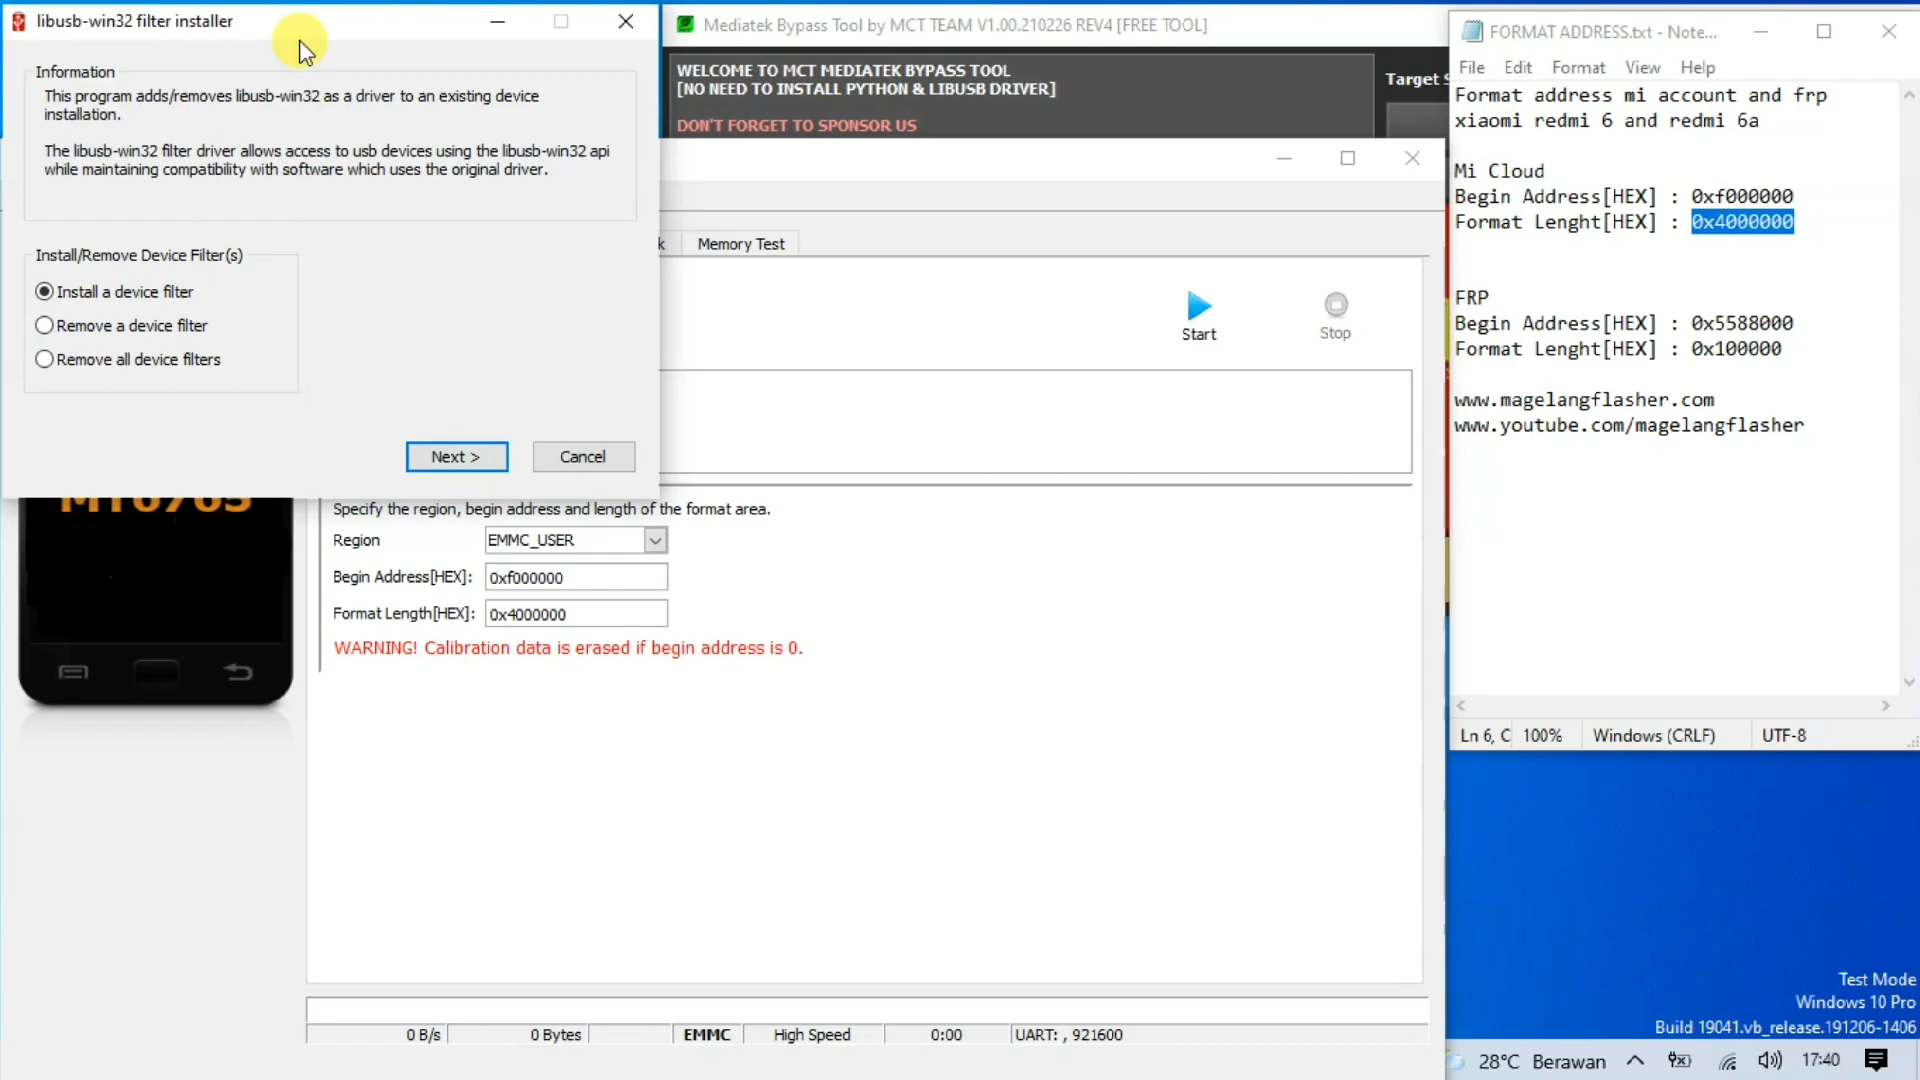 libusb-win32 filter installer
Information
This program adds/removes libusb-win32 as a driver to an existing device
installation.
The libusb-win32 filter driver allows access to usb devices using the libusb-win32 api
while maintaining compatibility with software which uses the original driver.
Install/Remove Device Filter(s)
Install a device filter
Remove a device filter
Remove all device filters
Next >
Cancel
Mediatek Bypass Tool by MCT TEAM V1.00.210226 REV4 [FREE TOOL]
WELCOME TO MCT MEDIATEK BYPASS TOOL
[NO NEED TO INSTALL PYTHON & LIBUSB DRIVER]
DON'T FORGET TO SPONSOR US
Target S
k
Memory Test
Start
Stop
Specify the region, begin address and length of the format area.
Region
EMMC_USER
Begin Address[HEX]:
0xf000000
Format Length[HEX]:
0x4000000
WARNING! Calibration data is erased if begin address is 0.
0 B/s
0 Bytes
EMMC
High Speed
0:00
UART: , 921600
FORMAT ADDRESS.txt - Note...
File Edit Format View Help
Format address mi account and frp
xiaomi redmi 6 and redmi 6a
Mi Cloud
Begin Address[HEX] : 0xf000000
Format Lenght[HEX] : 0x4000000
FRP
Begin Address[HEX] : 0x5588000
Format Lenght[HEX] : 0x100000
www.magelangflasher.com
www.youtube.com/magelangflasher
Ln 6, C
100%
Windows (CRLF)
UTF-8
Test Mode
Windows 10 Pro
Build 19041.vb_release.191206-1406
28°C Berawan
17:40